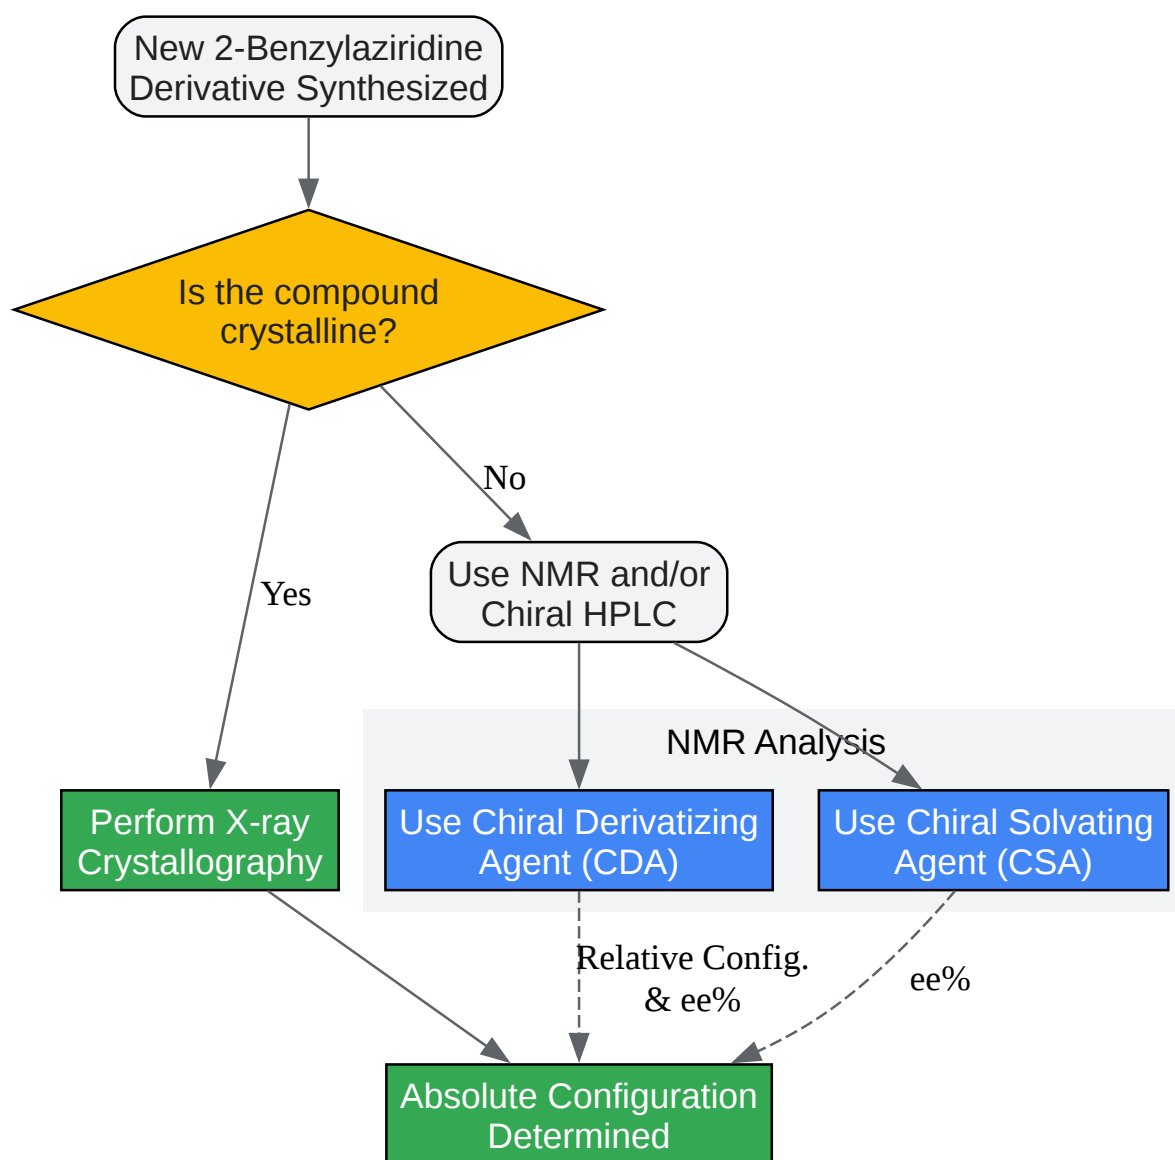 New 2-Benzylaziridine
Derivative Synthesized
Is the compound
crystalline?
No
Yes
Use NMR and/or
Chiral HPLC
NMR Analysis
Perform X-ray
Crystallography
Use Chiral Derivatizing
Agent (CDA)
Use Chiral Solvating
Agent (CSA)
Relative Config.
& ee%
ee%
Absolute Configuration
Determined